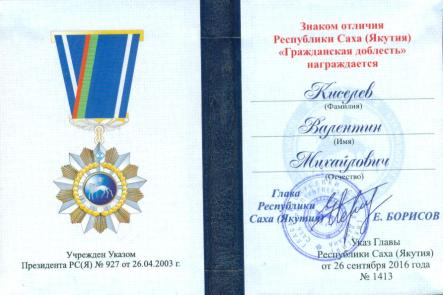 Учрежден Указом
Президента РС(Я) № 927 от 26.04.2003 г.
Знаком отличия
Республики Саха (Якутия)
«Гражданская доблесть»
награждается
Киселев
(Фамилия)
Валентин
(Имя)
Михайлович
(Отчество)
Глава
Республики
Саха (Якутия)
Е. БОРИСОВ
Указ Главы
Республики Саха (Якутия)
от 26 сентября 2016 года
№ 1413